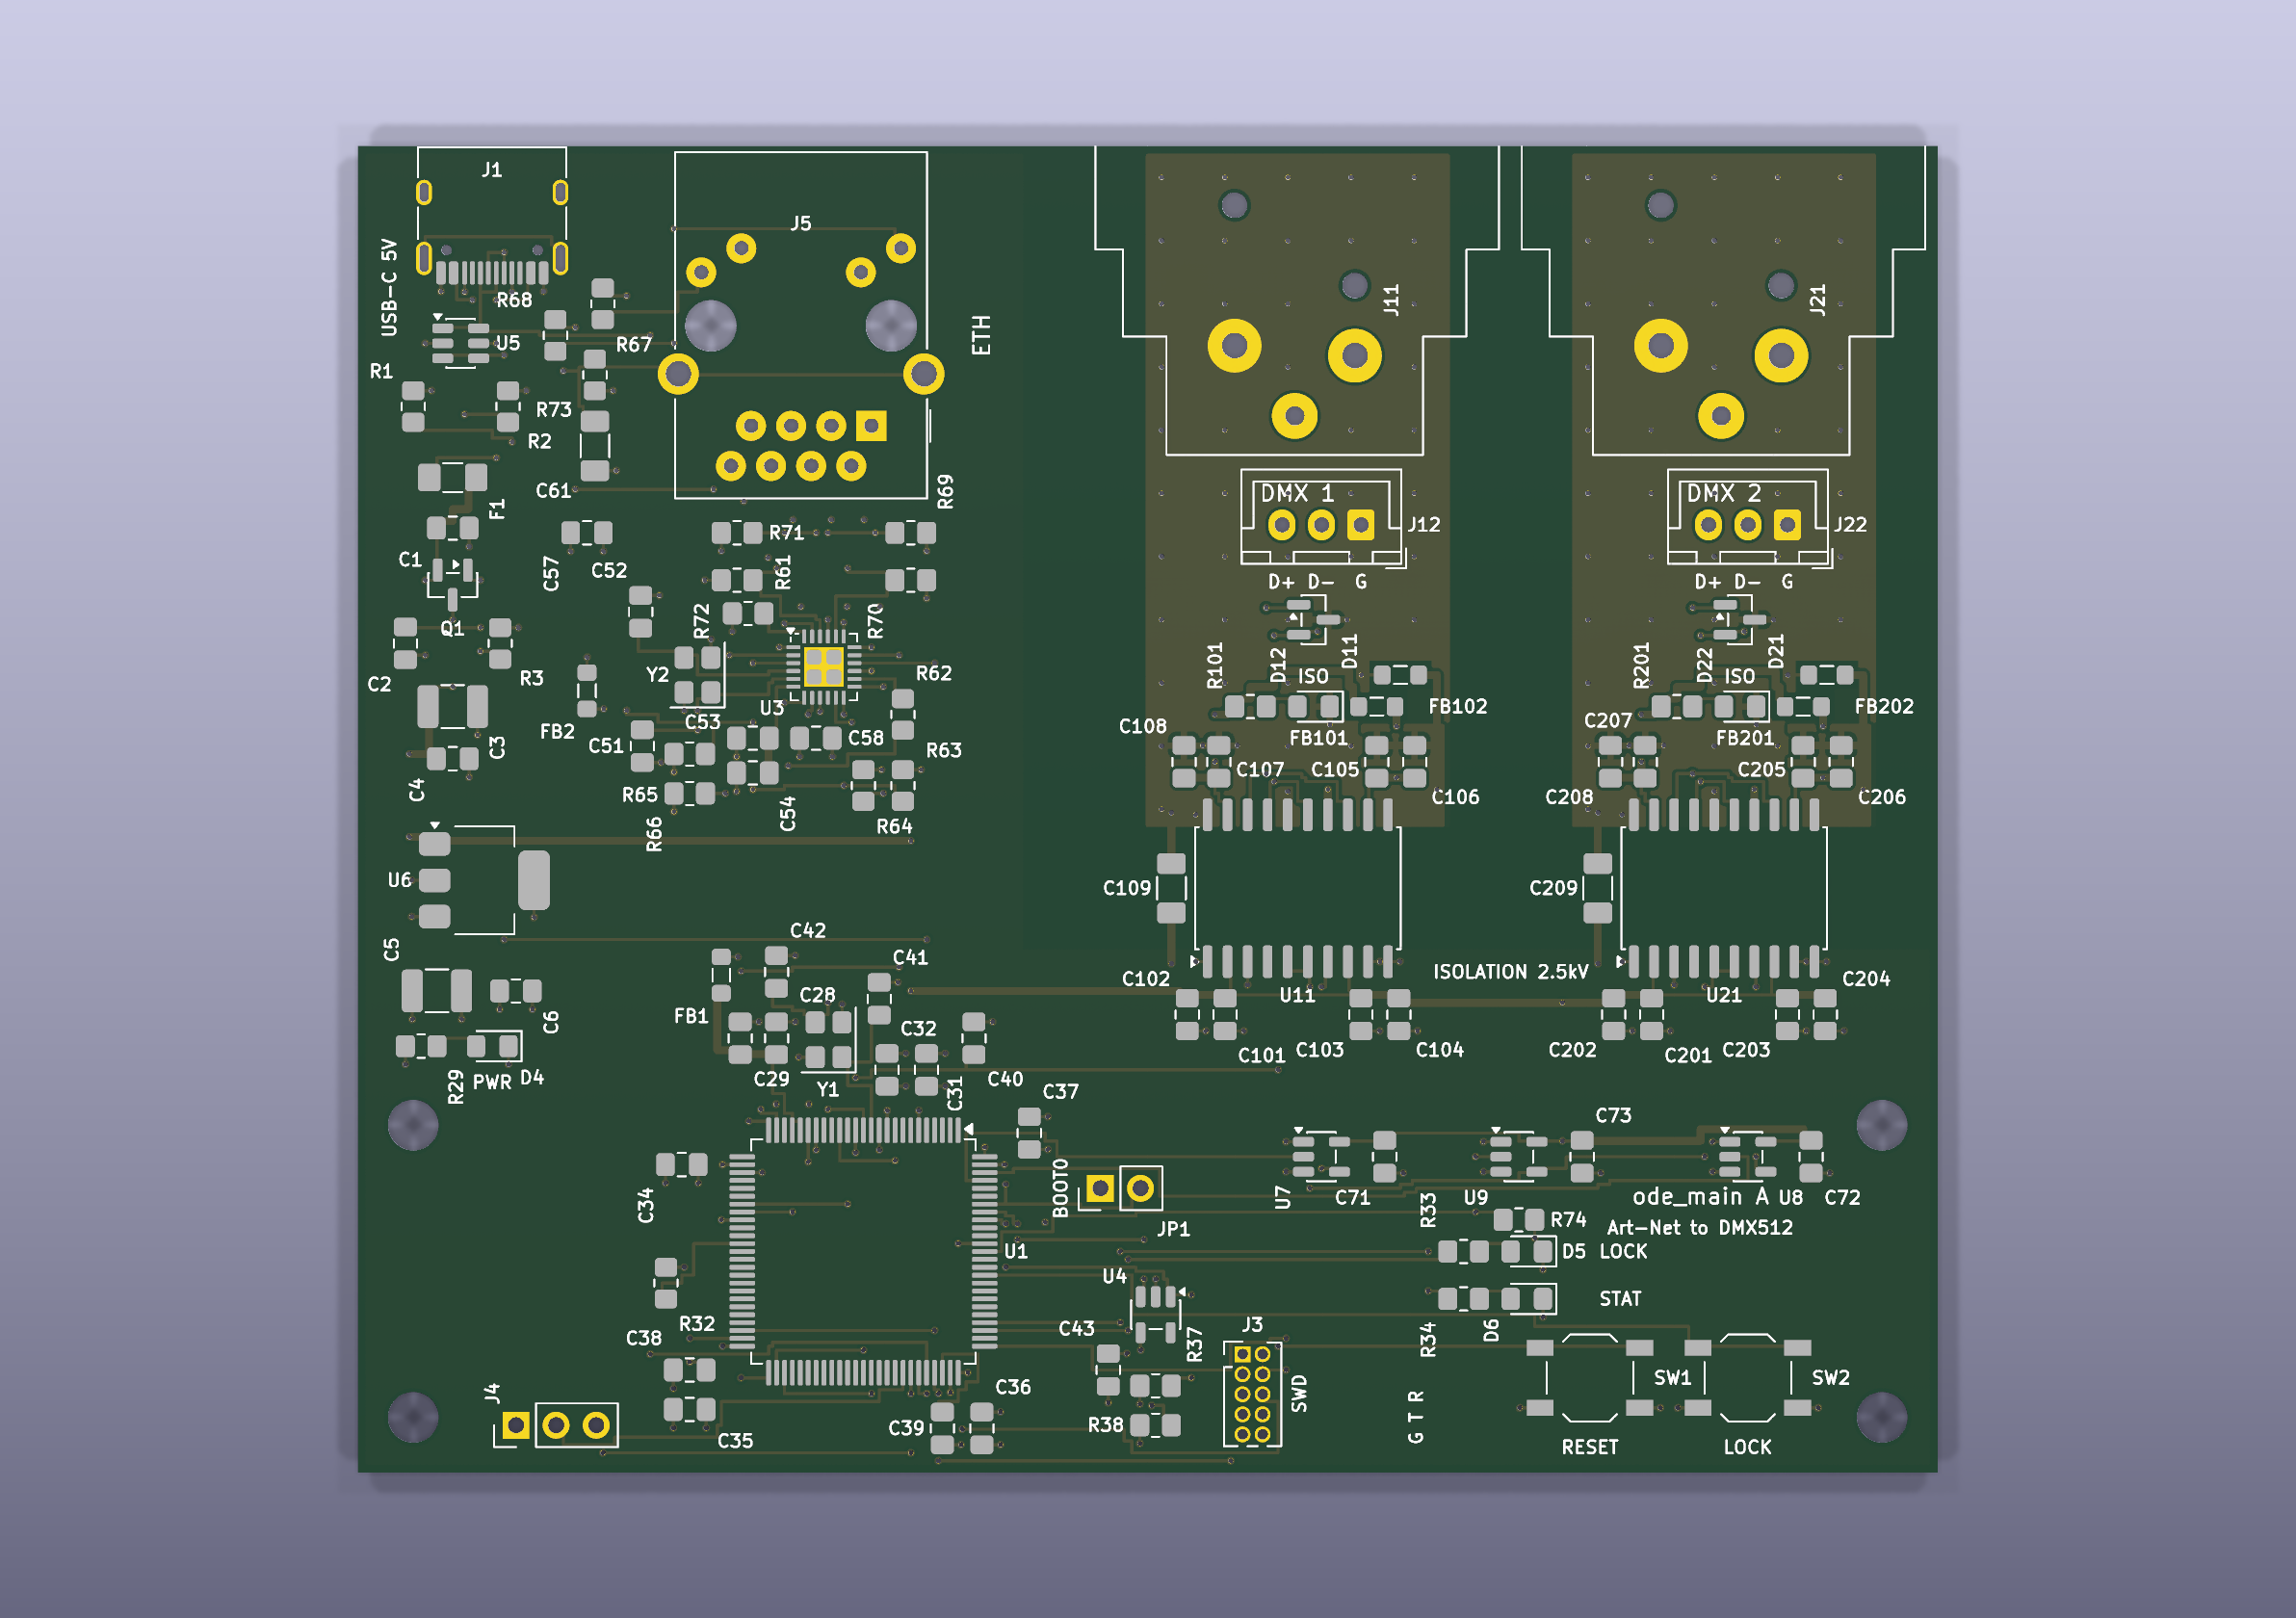 J1
USB-C 5V
J5
ETH
J11
J21
R68
U5
R67
R1
R73
R2
C61
F1
R69
DMX 1
J12
DMX 2
J22
R71
C1
C57
C52
R61
D+ D- G
D+ D- G
Q1
R72
R70
D11
D21
C2
R3
Y2
R62
R101
D12
ISO
R201
D22
ISO
U3
C53
FB102
FB202
FB2
C51
C58
C108
FB101
C207
FB201
C3
R63
C107
C105
C205
C4
R65
C54
C106
C208
C206
R66
R64
U6
C109
C209
C42
C5
C41
ISOLATION 2.5kV
C102
C204
C28
U11
U21
FB1
C6
C32
C101
C103
C104
C202
C201
C203
R29
PWR
D4
C29
Y1
C31
C40
C37
C73
BOOT0
C34
U7
C71
R33
U9
ode_main A
U8
C72
JP1
R74
Art-Net to DMX512
U1
D5 LOCK
U4
STAT
R32
C38
C43
R37
J3
R34
D6
SWD
SW1
SW2
J4
C36
G T R
C39
R38
C35
RESET
LOCK